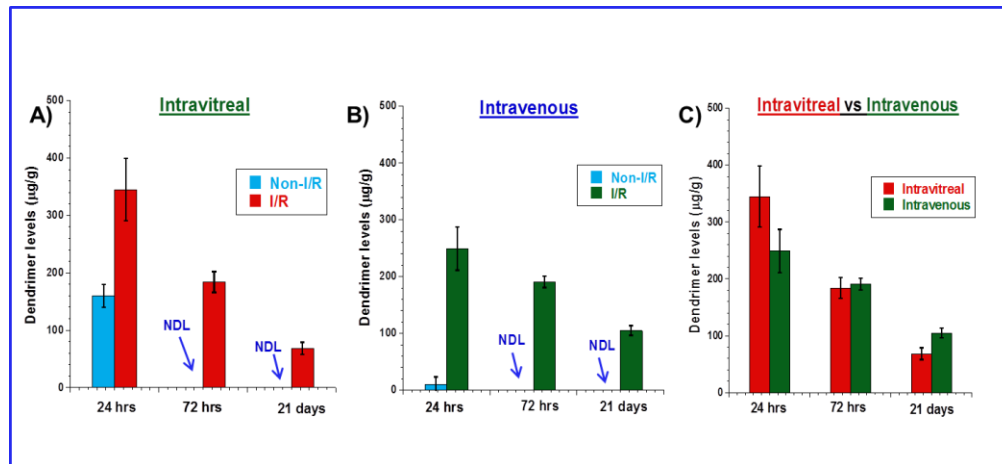 A)
Intravitreal
Dendrimer levels (µg/g)
500
400
300
200
100
0
Non-I/R
I/R
NDL
NDL
24 hrs
72 hrs
21 days
B)
Intravenous
Dendrimer levels (µg/g)
500
400
300
200
100
0
Non-I/R
I/R
NDL
NDL
24 hrs
72 hrs
21 days
C)
Intravitreal vs Intravenous
Dendrimer levels (µg/g)
500
400
300
200
100
0
Intravitreal
Intravenous
24 hrs
72 hrs
21 days